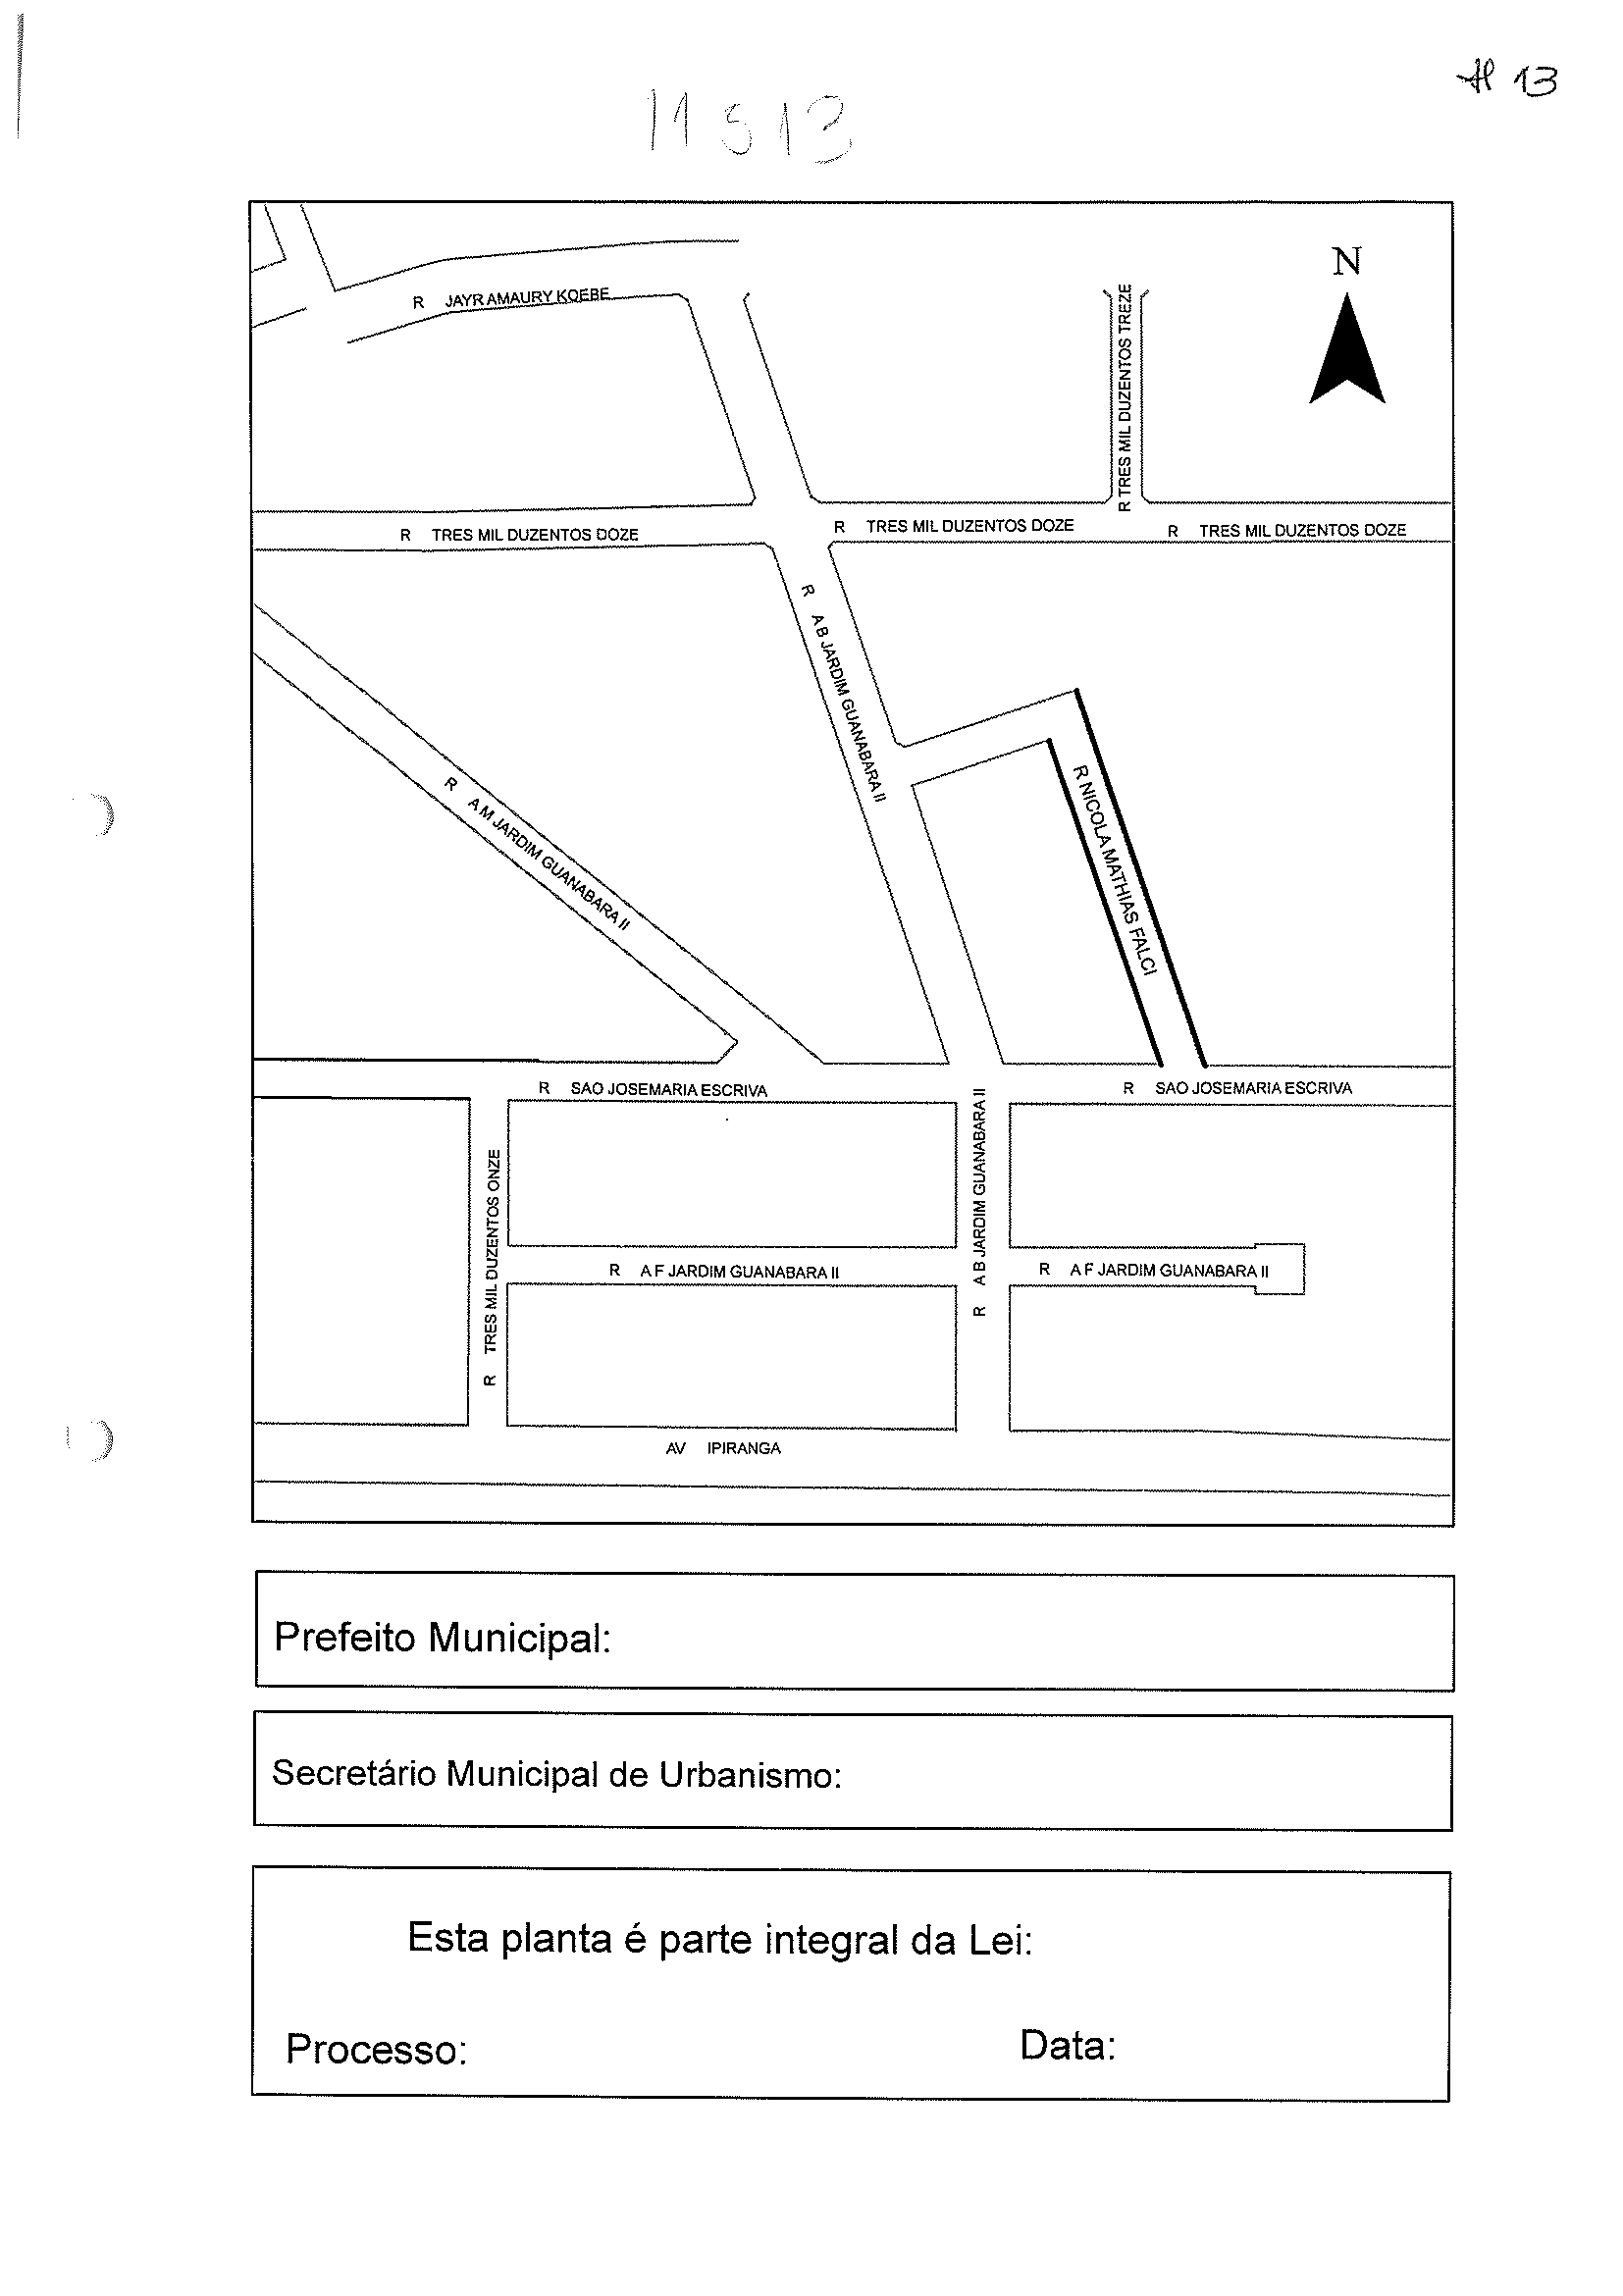 13
11513
N
R JAYR AMAURY KOEBE
R TRES MIL DUZENTOS TREZE
R TRES MIL DUZENTOS DOZE
R TRES MIL DUZENTOS DOZE
R TRES MIL DUZENTOS DOZE
R A B JARDIM GUANABARA II
R A M JARDIM GUANABARA II
R NICOLA MATHIAS FALCI
R SAO JOSEMARIA ESCRIVA
R SAO JOSEMARIA ESCRIVA
R TRES MIL DUZENTOS ONZE
R A B JARDIM GUANABARA II
R A F JARDIM GUANABARA II
R A F JARDIM GUANABARA II
AV IPIRANGA
Prefeito Municipal:
Secretário Municipal de Urbanismo:
Esta planta é parte integral da Lei:
Processo:
Data: